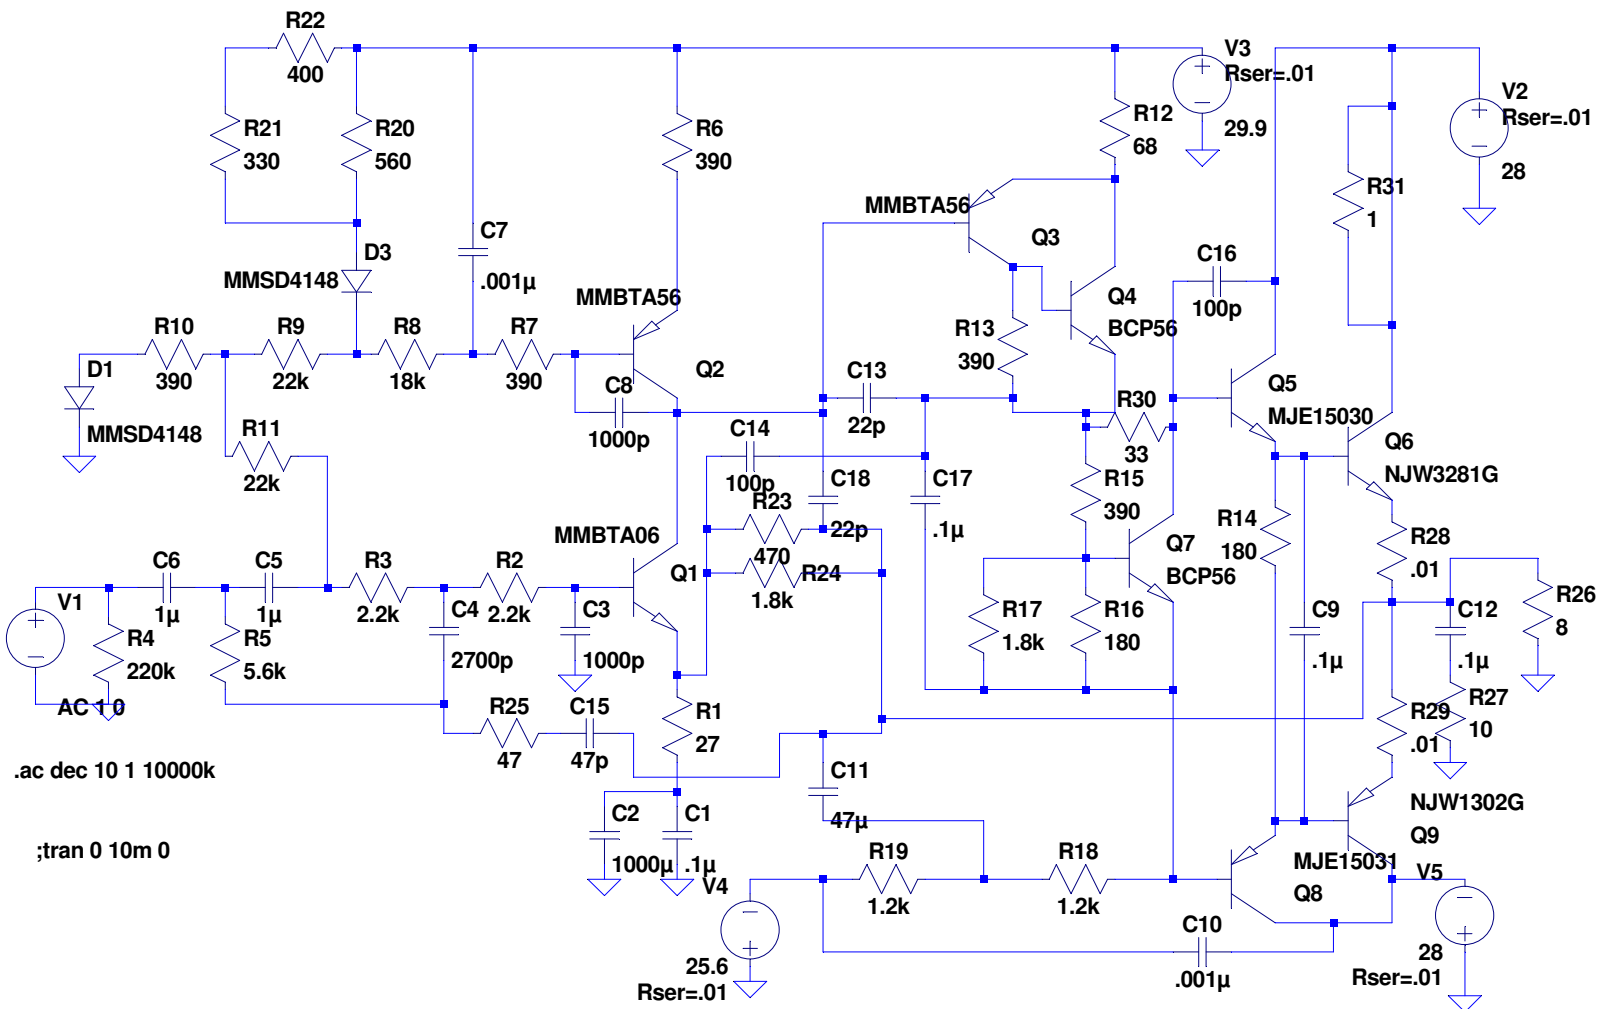 R22
400
V3
Rser=.01
29.9
V2
Rser=.01
28
R21
330
R20
560
R6
390
R12
68
R31
1
MMBTA56
Q3
C7
.001µ
D3
MMSD4148
C16
100p
MMBTA56
Q4
BCP56
R10
390
R9
22k
R8
18k
R7
390
R13
390
D1
MMSD4148
Q2
C8
1000p
C13
22p
R30
33
Q5
MJE15030
Q6
NJW3281G
R11
22k
C14
100p
C18
22p
C17
.1µ
R15
390
R23
470
R14
180
R28
.01
MMBTA06
Q1
R24
1.8k
Q7
BCP56
C6
1µ
C5
1µ
R3
2.2k
R2
2.2k
V1
AC 1 0
R4
220k
R5
5.6k
C4
2700p
C3
1000p
R17
1.8k
R16
180
C9
.1µ
C12
.1µ
R26
8
R25
47
C15
47p
R1
27
R29
.01
R27
10
.ac dec 10 1 10000k
C11
47µ
C2
1000µ
C1
.1µ
NJW1302G
Q9
;tran 0 10m 0
R19
1.2k
R18
1.2k
MJE15031
Q8
V4
25.6
Rser=.01
V5
28
Rser=.01
C10
.001µ